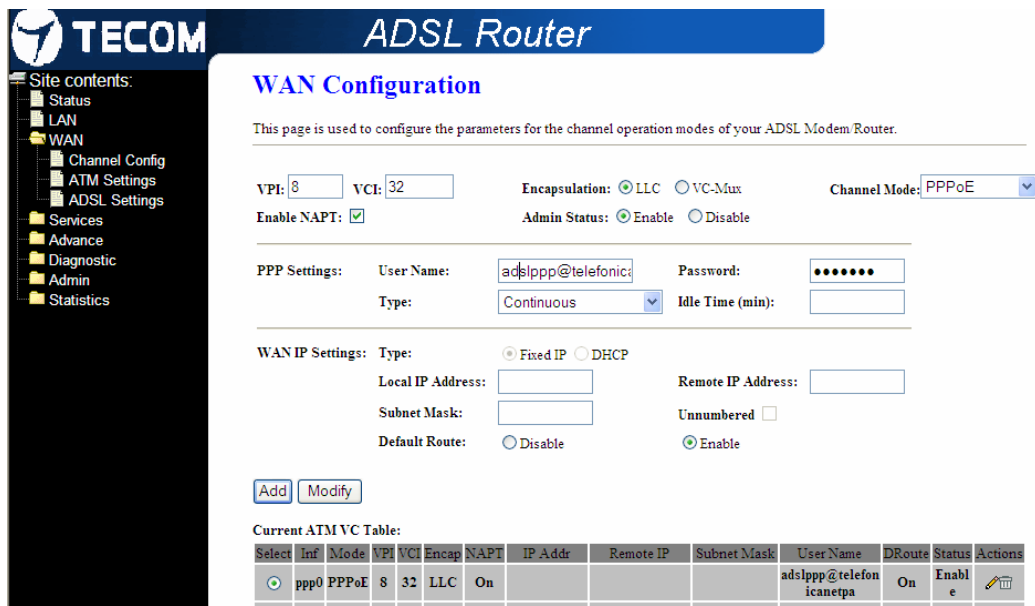 TECOM
ADSL Router
Site contents:
Status
LAN
WAN
Channel Config
ATM Settings
ADSL Settings
Services
Advance
Diagnostic
Admin
Statistics
WAN Configuration
This page is used to configure the parameters for the channel operation modes of your ADSL Modem/Router.
VPI: 8 VCI: 32 Encapsulation: LLC VC-Mux Channel Mode: PPPoE
Enable NAPT: Admin Status: Enable Disable
PPP Settings: User Name: adslppp@telefonica Password: •••••••
Type: Continuous Idle Time (min):
WAN IP Settings: Type: Fixed IP DHCP
Local IP Address: Remote IP Address:
Subnet Mask: Unnumbered
Default Route: Disable Enable
Add Modify
Current ATM VC Table:
Select Inf Mode VPI VCI Encap NAPT IP Addr Remote IP Subnet Mask User Name DRoute Status Actions
ppp0 PPPoE 8 32 LLC On adslppp@telefon icanetpa On Enabl e